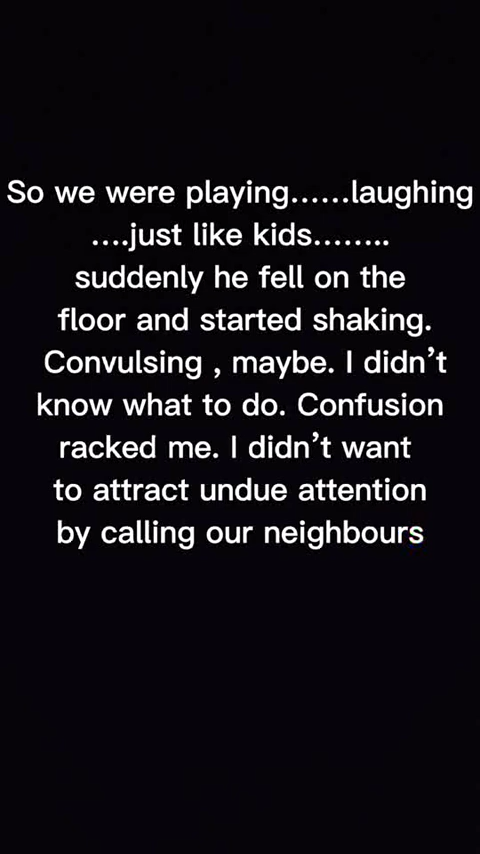 So we were playing......laughing
....just like kids........
suddenly he fell on the
floor and started shaking.
Convulsing , maybe. I didn’t
know what to do. Confusion
racked me. I didn’t want
to attract undue attention
by calling our neighbours